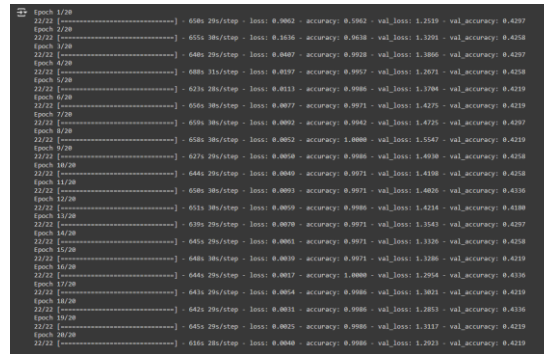 Epoch 1/20
22/22 [==============================] - 650s 29s/step - loss: 0.9062 - accuracy: 0.5962 - val_loss: 1.2519 - val_accuracy: 0.4297
Epoch 2/20
22/22 [==============================] - 655s 30s/step - loss: 0.1636 - accuracy: 0.9638 - val_loss: 1.3291 - val_accuracy: 0.4258
Epoch 3/20
22/22 [==============================] - 640s 29s/step - loss: 0.0407 - accuracy: 0.9928 - val_loss: 1.3866 - val_accuracy: 0.4297
Epoch 4/20
22/22 [==============================] - 688s 31s/step - loss: 0.0197 - accuracy: 0.9957 - val_loss: 1.2671 - val_accuracy: 0.4258
Epoch 5/20
22/22 [==============================] - 623s 28s/step - loss: 0.0113 - accuracy: 0.9986 - val_loss: 1.3704 - val_accuracy: 0.4219
Epoch 6/20
22/22 [==============================] - 656s 30s/step - loss: 0.0077 - accuracy: 0.9971 - val_loss: 1.4275 - val_accuracy: 0.4219
Epoch 7/20
22/22 [==============================] - 659s 30s/step - loss: 0.0092 - accuracy: 0.9942 - val_loss: 1.4725 - val_accuracy: 0.4297
Epoch 8/20
22/22 [==============================] - 658s 30s/step - loss: 0.0052 - accuracy: 1.0000 - val_loss: 1.5547 - val_accuracy: 0.4219
Epoch 9/20
22/22 [==============================] - 627s 29s/step - loss: 0.0050 - accuracy: 0.9986 - val_loss: 1.4930 - val_accuracy: 0.4258
Epoch 10/20
22/22 [==============================] - 644s 29s/step - loss: 0.0049 - accuracy: 0.9971 - val_loss: 1.4198 - val_accuracy: 0.4258
Epoch 11/20
22/22 [==============================] - 650s 30s/step - loss: 0.0093 - accuracy: 0.9971 - val_loss: 1.4026 - val_accuracy: 0.4336
Epoch 12/20
22/22 [==============================] - 651s 30s/step - loss: 0.0059 - accuracy: 0.9986 - val_loss: 1.4214 - val_accuracy: 0.4180
Epoch 13/20
22/22 [==============================] - 639s 29s/step - loss: 0.0070 - accuracy: 0.9971 - val_loss: 1.3543 - val_accuracy: 0.4297
Epoch 14/20
22/22 [==============================] - 645s 29s/step - loss: 0.0061 - accuracy: 0.9971 - val_loss: 1.3326 - val_accuracy: 0.4258
Epoch 15/20
22/22 [==============================] - 648s 30s/step - loss: 0.0039 - accuracy: 0.9971 - val_loss: 1.3286 - val_accuracy: 0.4219
Epoch 16/20
22/22 [==============================] - 644s 29s/step - loss: 0.0017 - accuracy: 1.0000 - val_loss: 1.2954 - val_accuracy: 0.4336
Epoch 17/20
22/22 [==============================] - 643s 29s/step - loss: 0.0054 - accuracy: 0.9986 - val_loss: 1.3021 - val_accuracy: 0.4219
Epoch 18/20
22/22 [==============================] - 642s 29s/step - loss: 0.0031 - accuracy: 0.9986 - val_loss: 1.2853 - val_accuracy: 0.4336
Epoch 19/20
22/22 [==============================] - 645s 29s/step - loss: 0.0025 - accuracy: 0.9986 - val_loss: 1.3117 - val_accuracy: 0.4219
Epoch 20/20
22/22 [==============================] - 616s 28s/step - loss: 0.0040 - accuracy: 0.9986 - val_loss: 1.2923 - val_accuracy: 0.4219